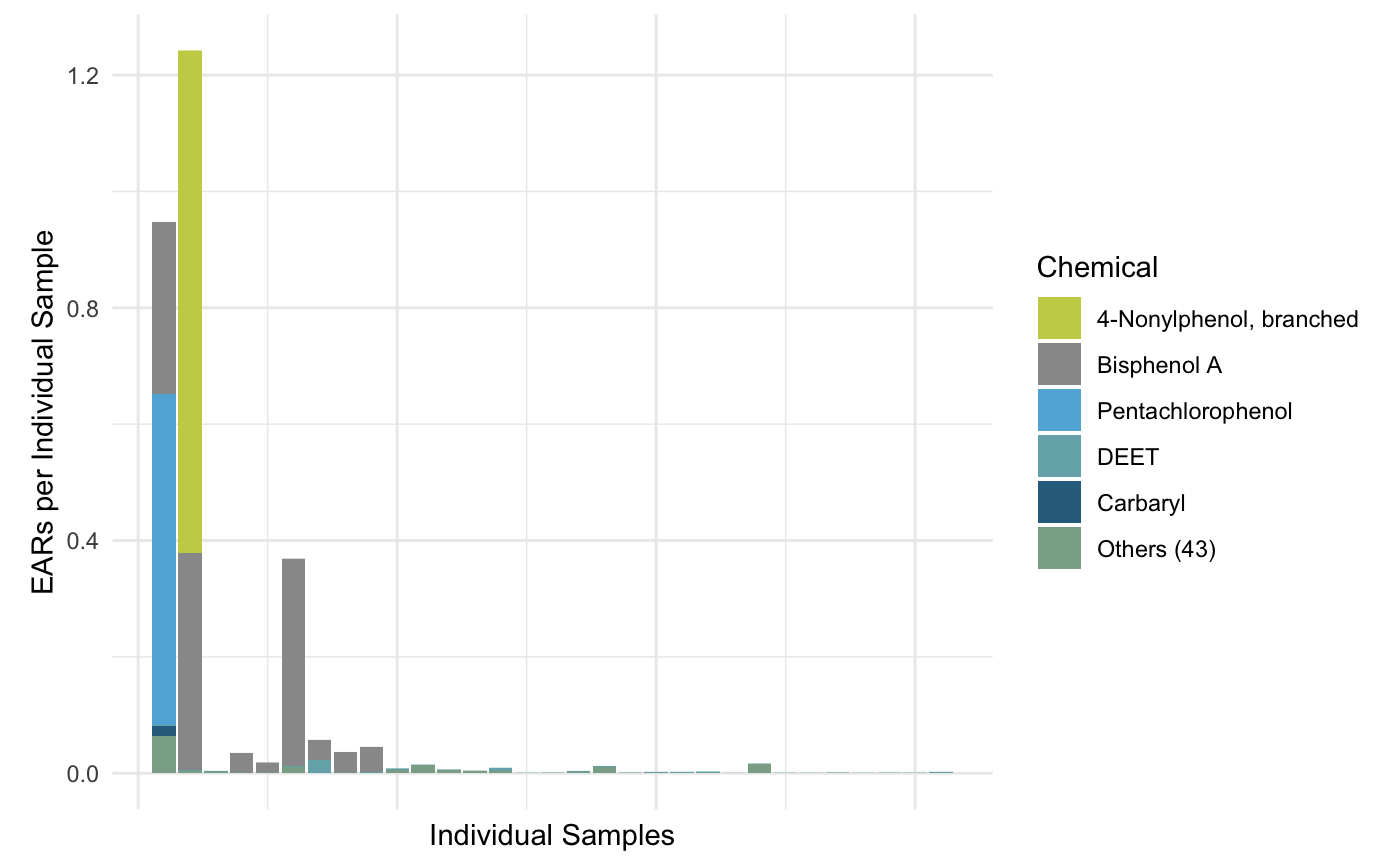 EARs per Individual Sample
1.2
0.8
0.4
0.0
Individual Samples
Chemical
4-Nonylphenol, branched
Bisphenol A
Pentachlorophenol
DEET
Carbaryl
Others (43)